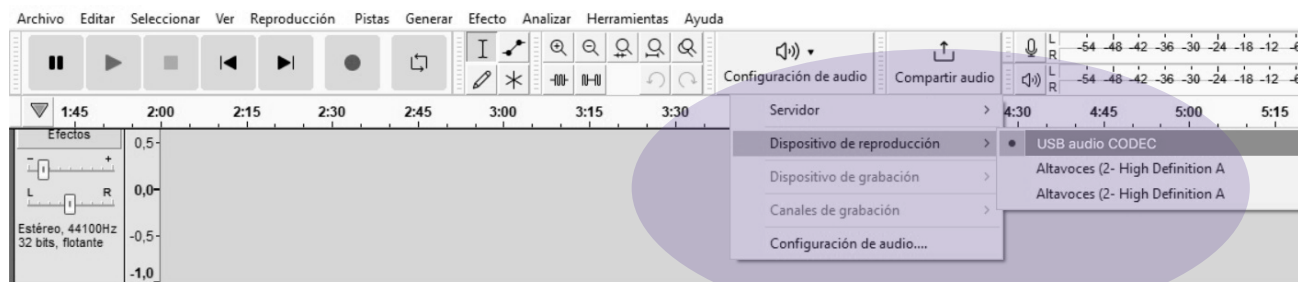 Archivo Editar Seleccionar Ver Reproducción Pistas Generar Efecto Analizar Herramientas Ayuda
L
R -54 -48 -42 -36 -30 -24 -18 -12
Configuración de audio Compartir audio
L
R -54 -48 -42 -36 -30 -24 -18 -12
1:45 2:00 2:15 2:30 2:45 3:00 3:15 3:30 4:30 4:45 5:00 5:15
Servidor
Efectos
0,5
Dispositivo de reproducción
USB audio CODEC
- +
Dispositivo de grabación
Altavoces (2- High Definition A
L R
0,0
Canales de grabación
Altavoces (2- High Definition A
Estéreo, 44100Hz
32 bits, flotante
-0,5
Configuración de audio....
-1,0